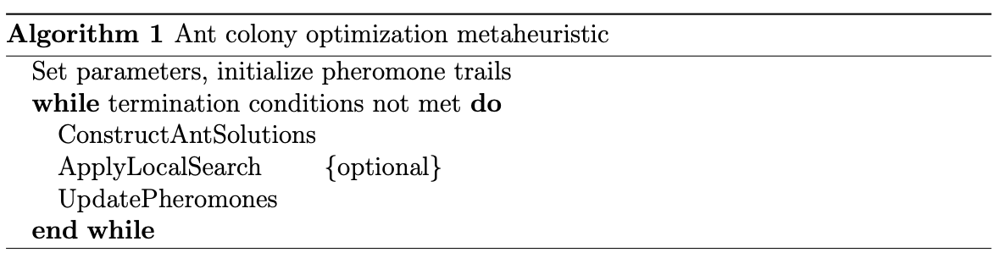 Algorithm 1 Ant colony optimization metaheuristic
Set parameters, initialize pheromone trails
while termination conditions not met do
ConstructAntSolutions
ApplyLocalSearch {optional}
UpdatePheromones
end while